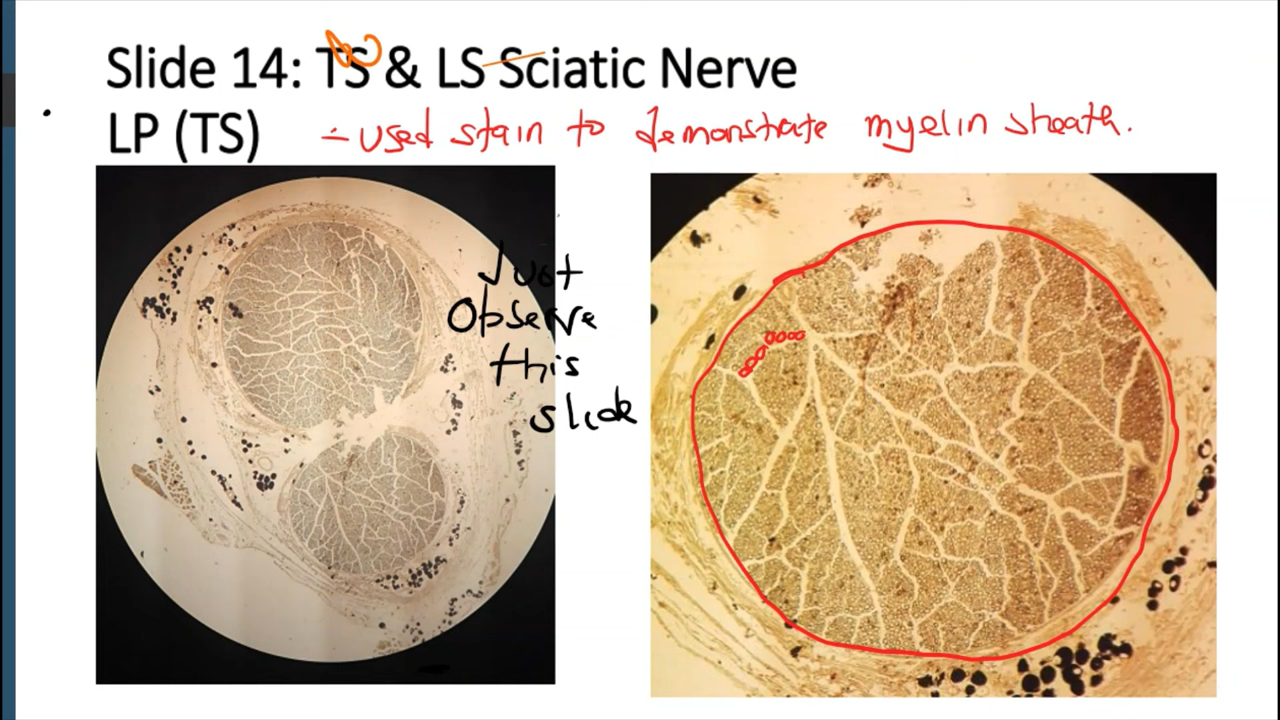 Slide 14: TS & LS Sciatic Nerve
LP (TS)
- used stain to demonstrate myelin sheath.
Just
Observe
this
slide